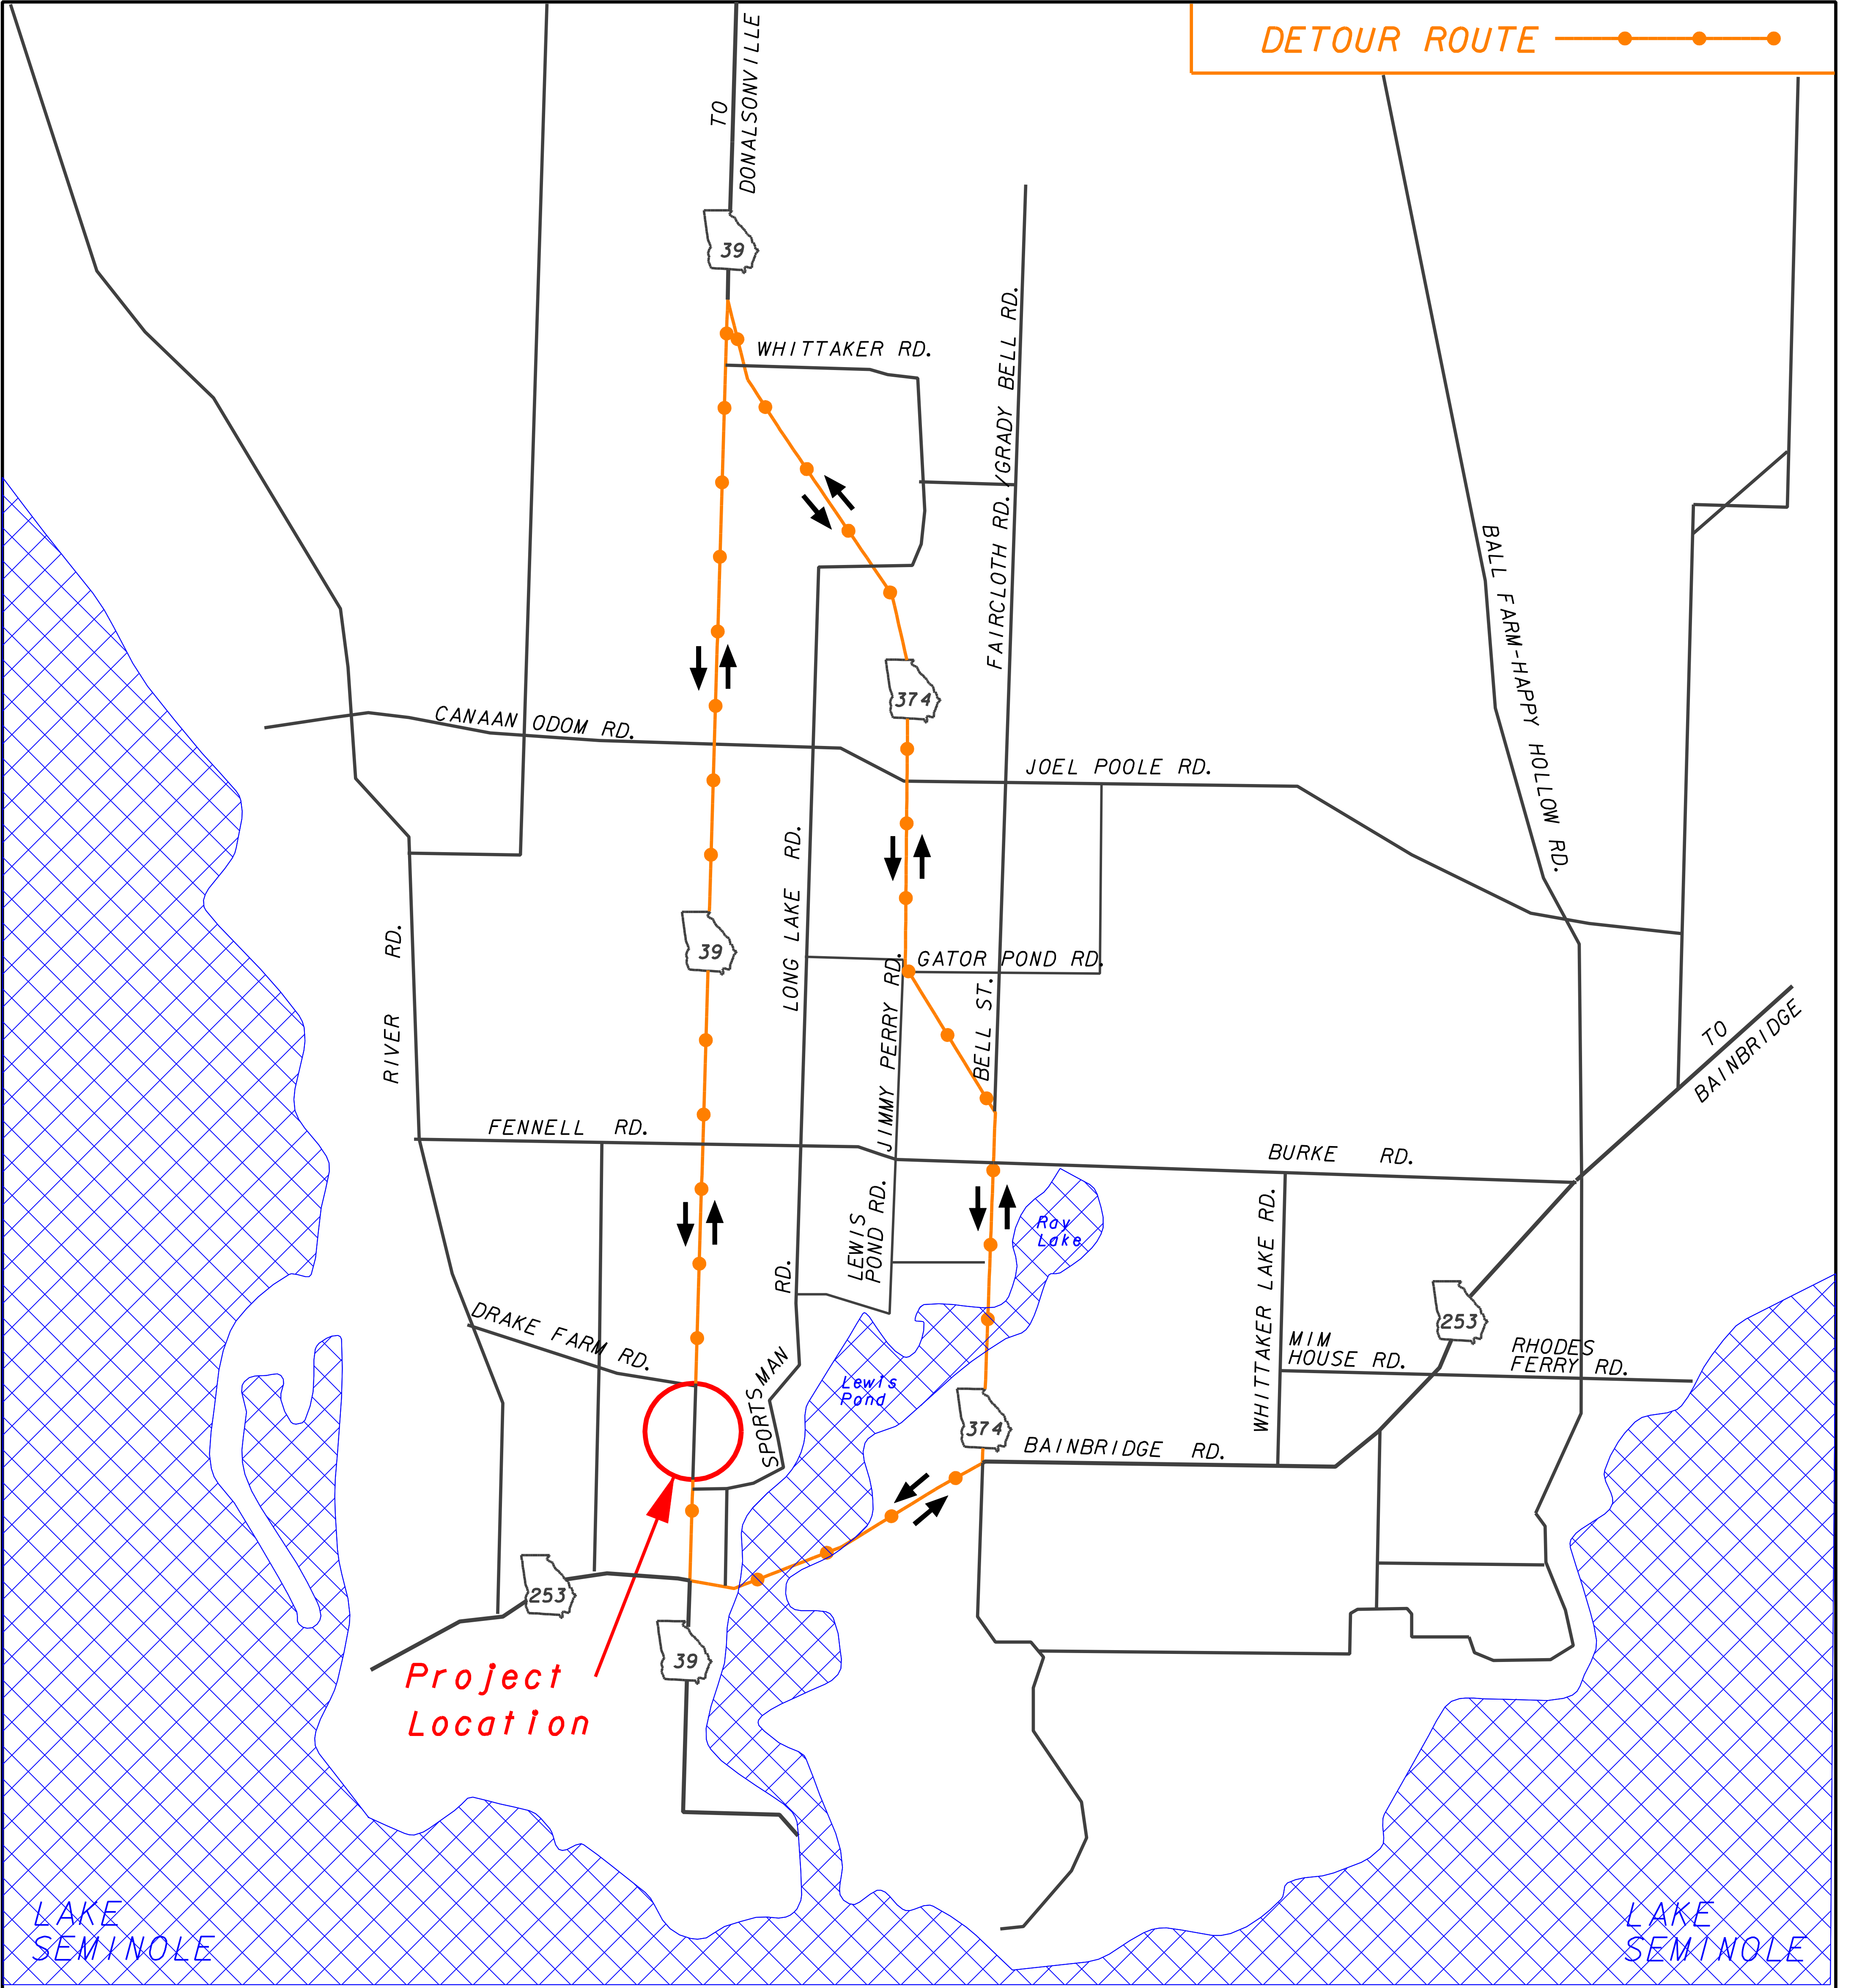 DETOUR ROUTE
TO
DONALSONVILLE
39
WHITTAKER RD.
FAIRCLOTH RD./GRADY BELL RD.
BALL FARM-HAPPY HOLLOW RD.
374
CANAAN ODOM RD.
JOEL POOLE RD.
RIVER RD.
39
LONG LAKE RD.
JIMMY PERRY RD.
GATOR POND RD.
BELL ST.
TO
BAINBRIDGE
FENNELL RD.
BURKE RD.
LEWIS
POND RD.
Ray
Lake
WHITTAKER LAKE RD.
253
DRAKE FARM RD.
SPORTSMAN RD.
MIM
HOUSE RD.
RHODES
FERRY RD.
Lewis
Pond
374
BAINBRIDGE RD.
253
39
Project
Location
LAKE
SEMINOLE
LAKE
SEMINOLE